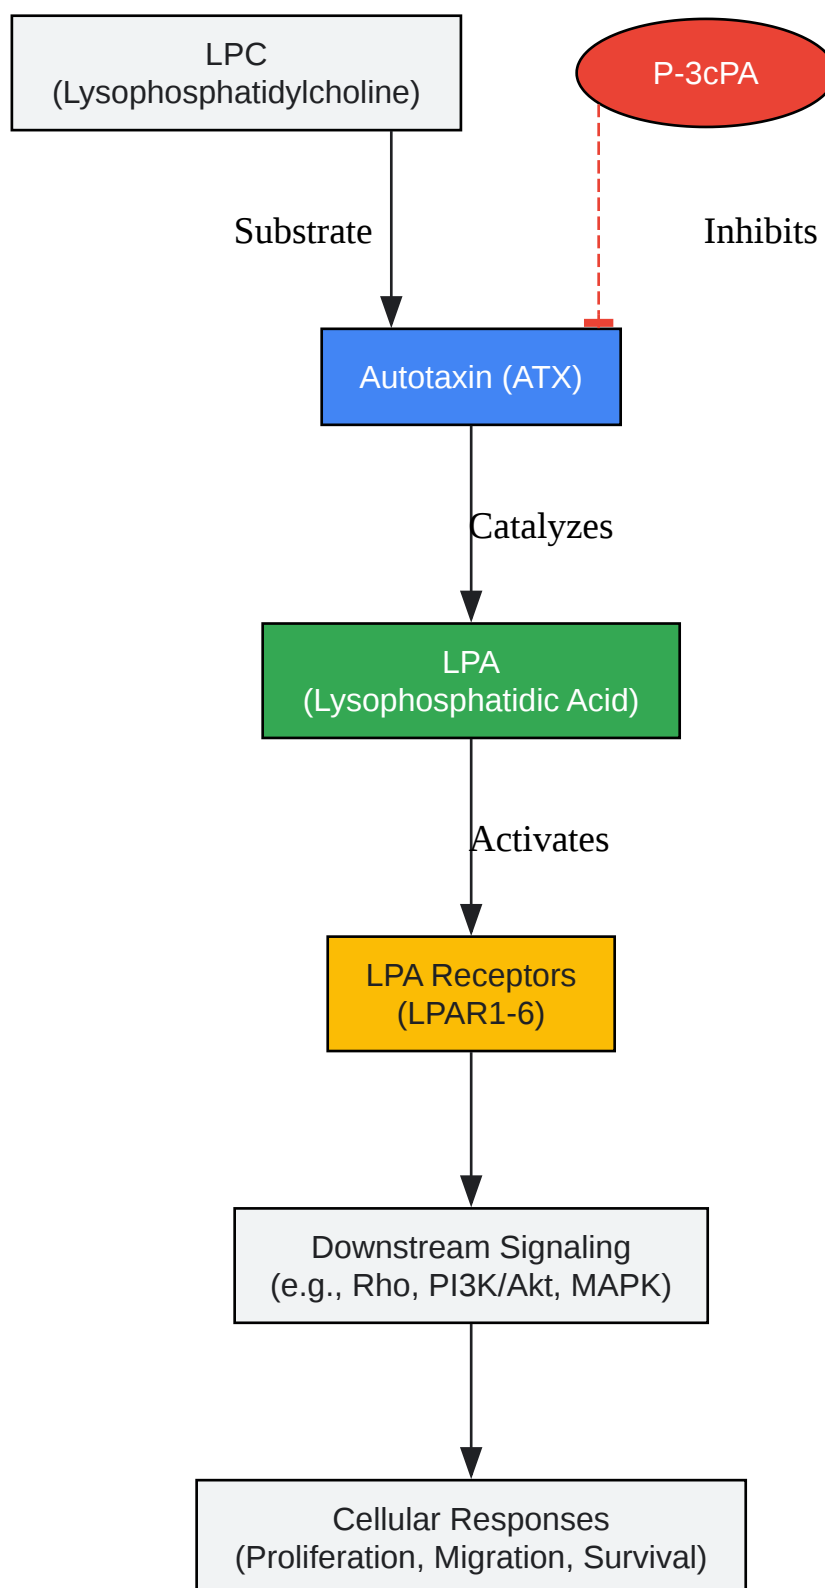 LPC
(Lysophosphatidylcholine)
P-3cPA
Substrate
Inhibits
Autotaxin (ATX)
Catalyzes
LPA
(Lysophosphatidic Acid)
Activates
LPA Receptors
(LPAR1-6)
Downstream Signaling
(e.g., Rho, PI3K/Akt, MAPK)
Cellular Responses
(Proliferation, Migration, Survival)